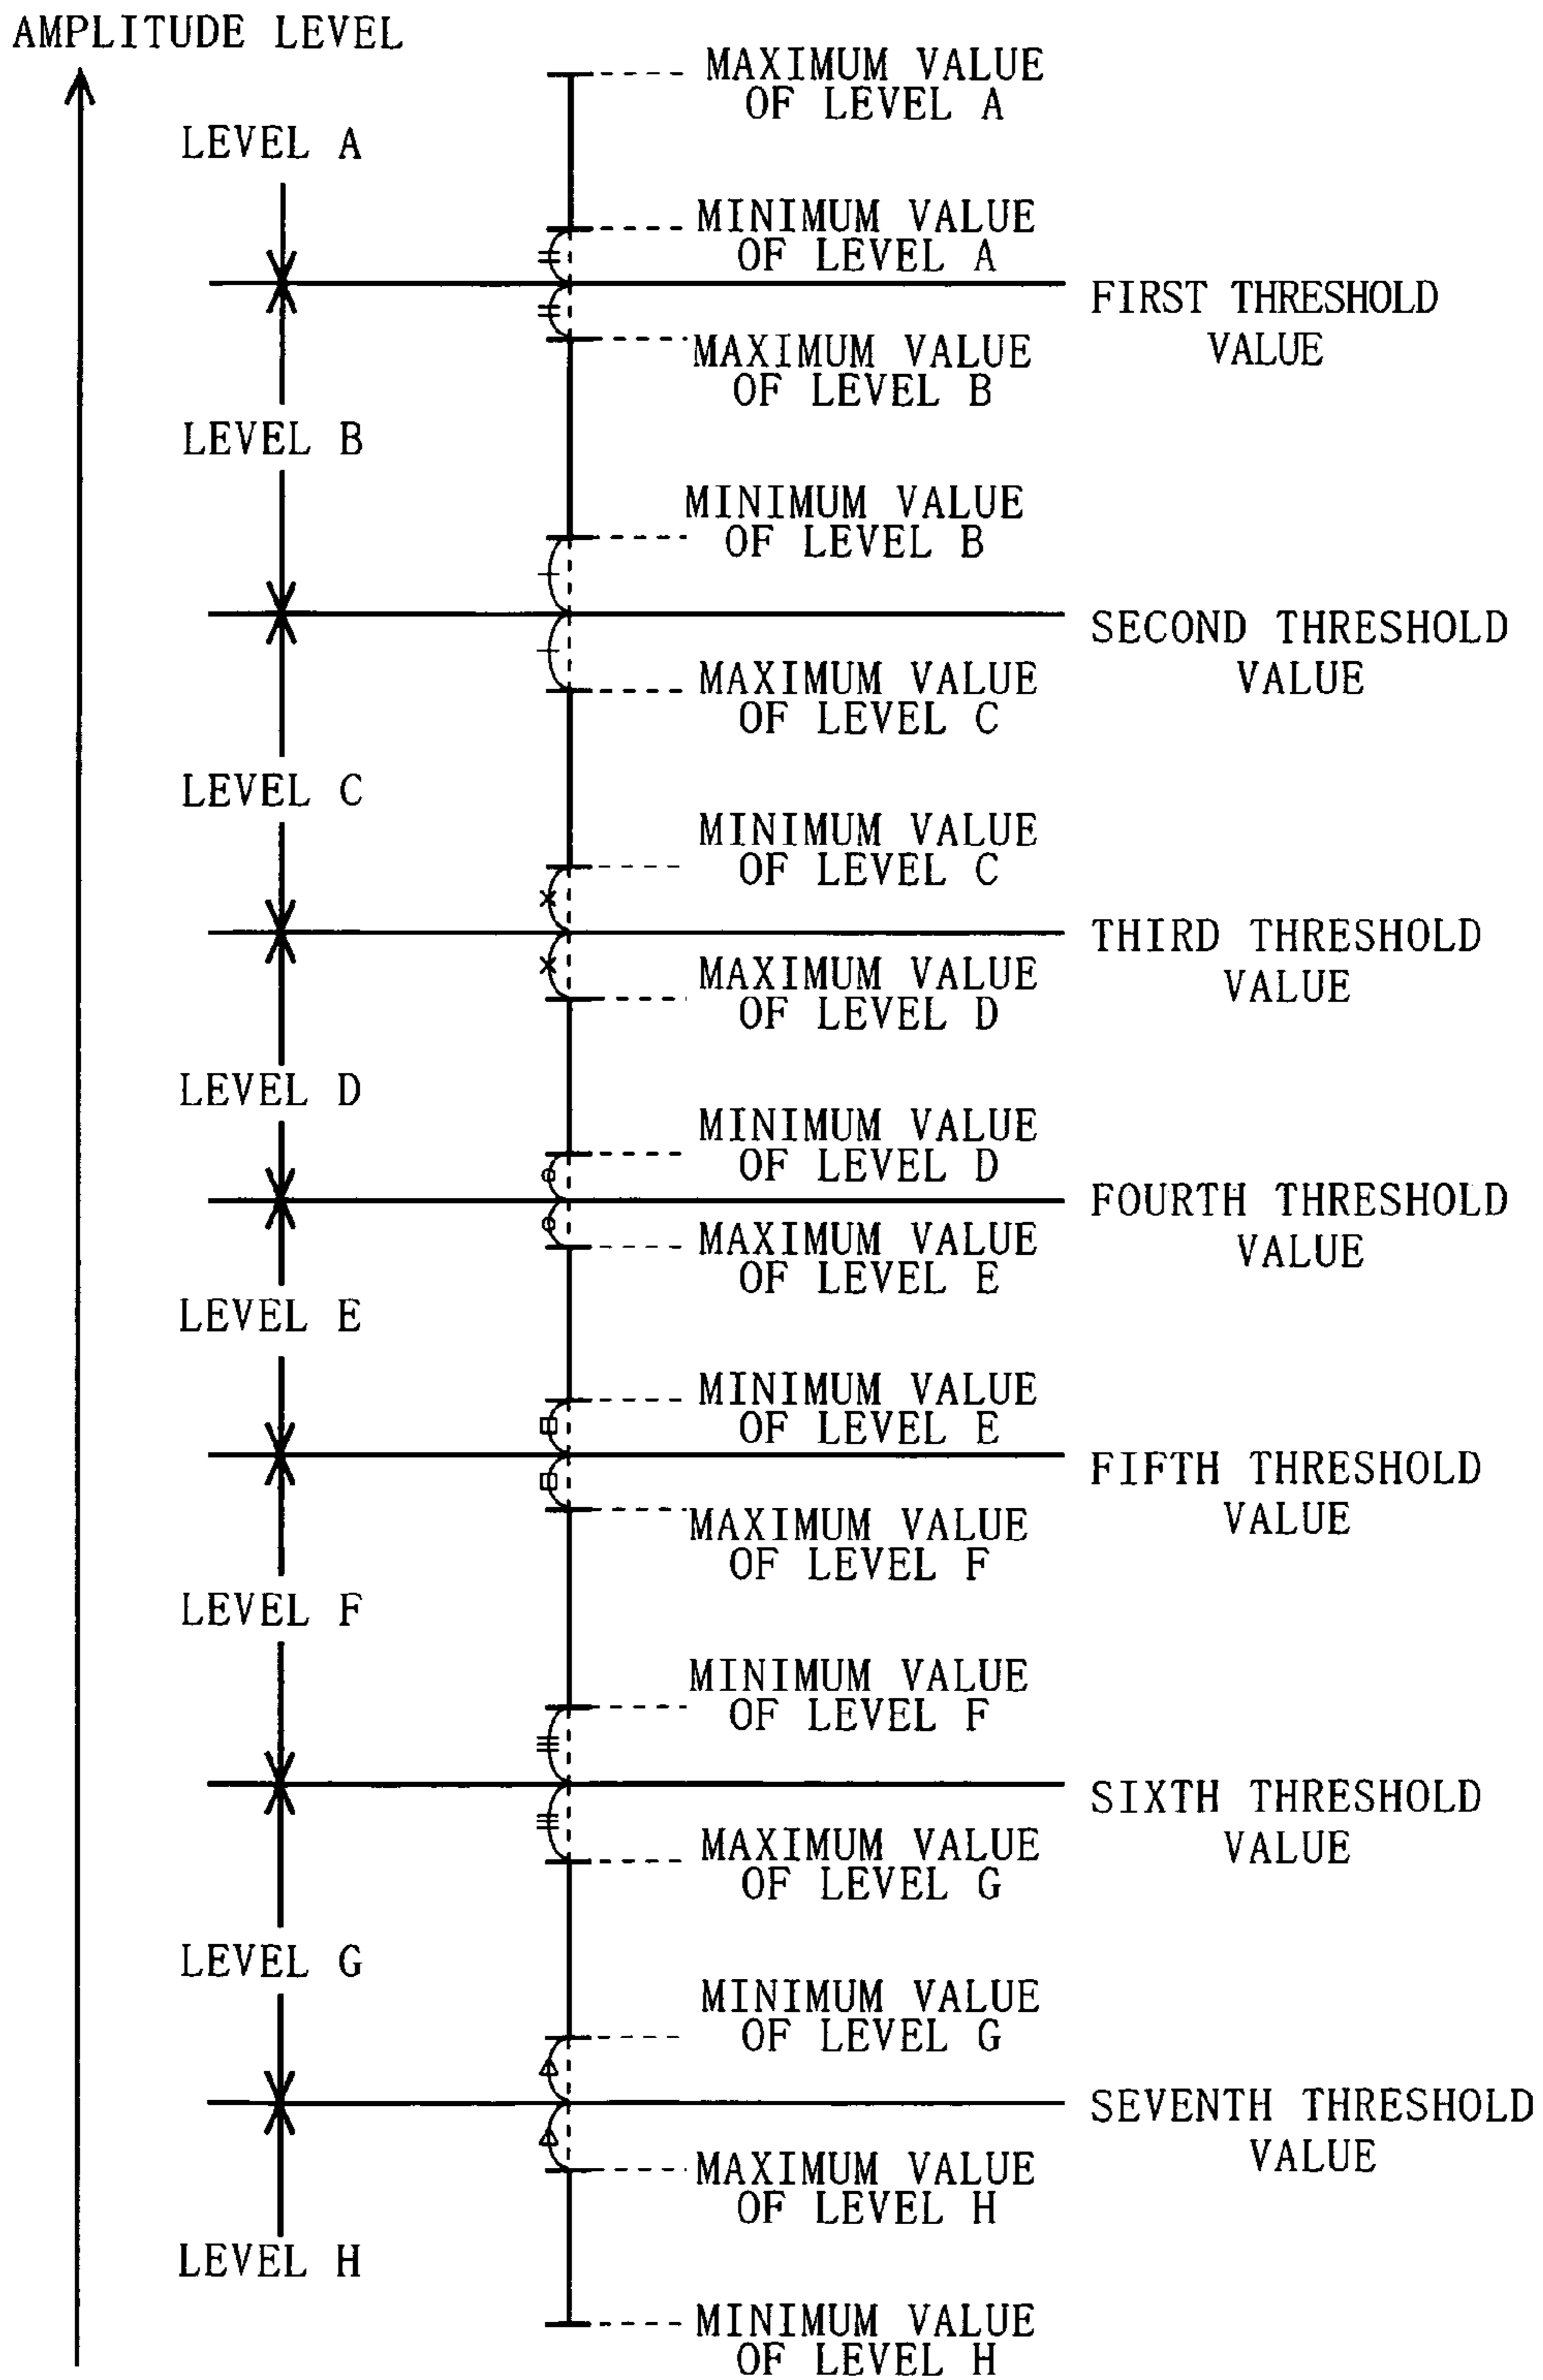 AMPLITUDE LEVEL
MAXIMUM VALUE
OF LEVEL A
LEVEL A
MINIMUM VALUE
OF LEVEL A
FIRST THRESHOLD
VALUE
MAXIMUM VALUE
OF LEVEL B
LEVEL B
MINIMUM VALUE
OF LEVEL B
SECOND THRESHOLD
VALUE
MAXIMUM VALUE
OF LEVEL C
LEVEL C
MINIMUM VALUE
OF LEVEL C
THIRD THRESHOLD
VALUE
MAXIMUM VALUE
OF LEVEL D
LEVEL D
MINIMUM VALUE
OF LEVEL D
FOURTH THRESHOLD
VALUE
MAXIMUM VALUE
OF LEVEL E
LEVEL E
MINIMUM VALUE
OF LEVEL E
FIFTH THRESHOLD
VALUE
MAXIMUM VALUE
OF LEVEL F
LEVEL F
MINIMUM VALUE
OF LEVEL F
SIXTH THRESHOLD
VALUE
MAXIMUM VALUE
OF LEVEL G
LEVEL G
MINIMUM VALUE
OF LEVEL G
SEVENTH THRESHOLD
VALUE
MAXIMUM VALUE
OF LEVEL H
LEVEL H
MINIMUM VALUE
OF LEVEL H